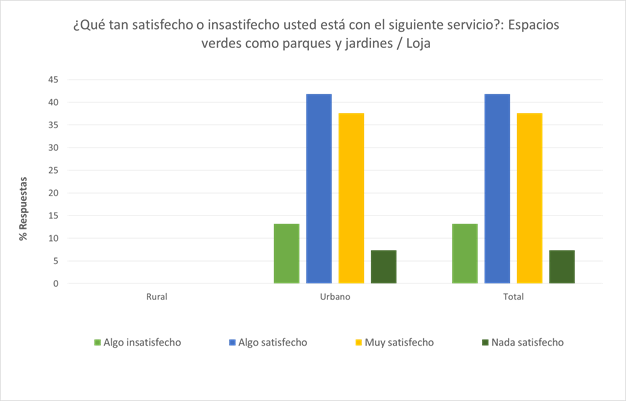 ¿Qué tan satisfecho o insastifecho usted está con el siguiente servicio?: Espacios
verdes como parques y jardines / Loja
% Respuestas
45
40
35
30
25
20
15
10
5
0
Rural Urbano Total
Algo insatisfecho Algo satisfecho Muy satisfecho Nada satisfecho